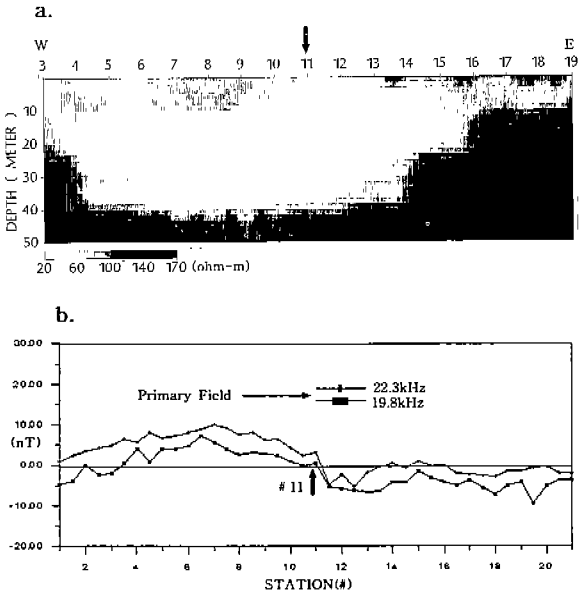 a.
W E
3 4 5 6 7 8 9 10 11 12 13 14 15 16 17 18 19
DEPTH ( METER )
10
20
30
40
50
20 60 100 140 170 (ohm-m)
b.
30.00
20.00
10.00
(nT)
0.00
-10.00
-20.00
Primary Field
22.3kHz
19.8kHz
# 11
2 4 6 8 10 12 14 16 18 20
STATION(#)